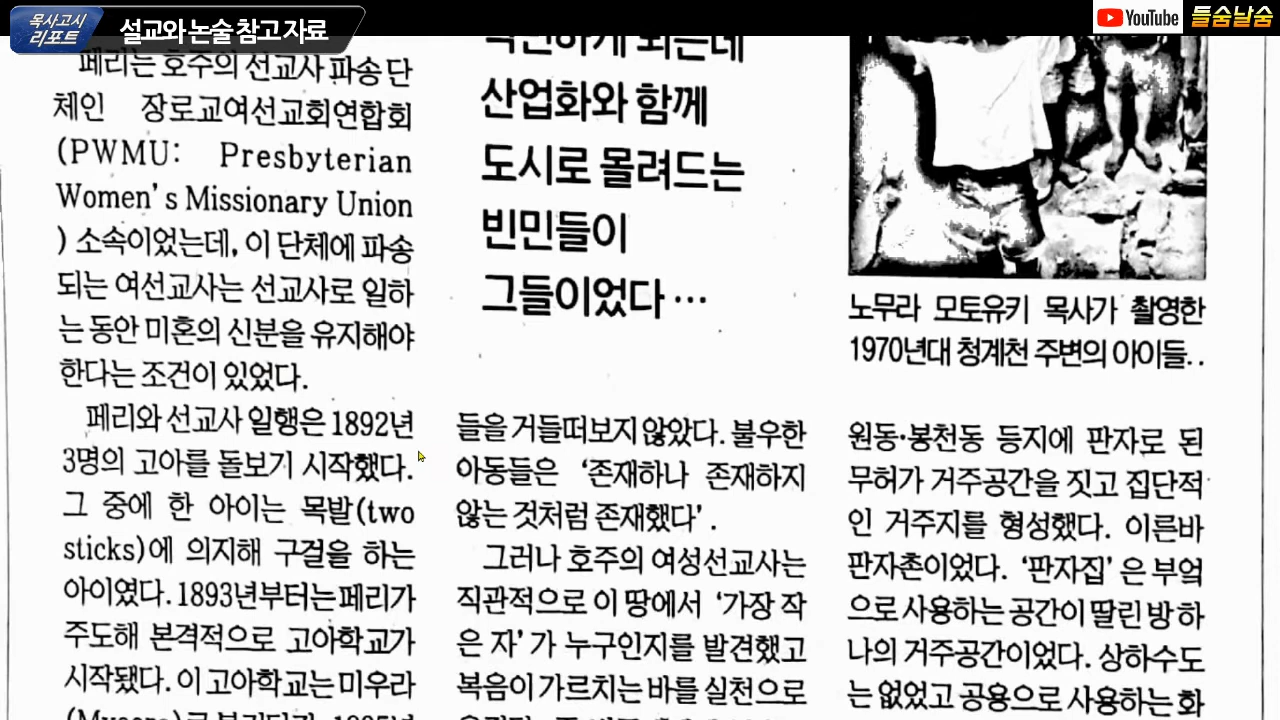 목사고시
리포트
설교와 논술 참고 자료
YouTube
들숨날숨
페리는 호주의 선교사 파송 단
체인 장로교여선교회연합회
(PWMU: Presbyterian
Women's Missionary Union
) 소속이었는데, 이 단체에 파송
되는 여선교사는 선교사로 일하
는 동안 미혼의 신분을 유지해야
한다는 조건이 있었다.
페리와 선교사 일행은 1892년
3명의 고아를 돌보기 시작했다.
그 중에 한 아이는 목발(two
sticks)에 의지해 구걸을 하는
아이였다. 1893년부터는 페리가
주도해 본격적으로 고아학교가
시작됐다. 이 고아학교는 미우라
되는데
산업화와 함께
도시로 몰려드는
빈민들이
그들이었다 …
들을 거들떠보지 않았다. 불우한
아동들은 '존재하나 존재하지
않는 것처럼 존재했다'.
그러나 호주의 여성선교사는
직관적으로 이 땅에서 '가장 작
은 자'가 누구인지를 발견했고
복음이 가르치는 바를 실천으로
노무라 모토유키 목사가 촬영한
1970년대 청계천 주변의 아이들..
원동·봉천동 등지에 판자로 된
무허가 거주공간을 짓고 집단적
인 거주지를 형성했다. 이른바
판자촌이었다. '판자집'은 부엌
으로 사용하는 공간이 딸린 방 하
나의 거주공간이었다. 상하수도
는 없었고 공용으로 사용하는 화